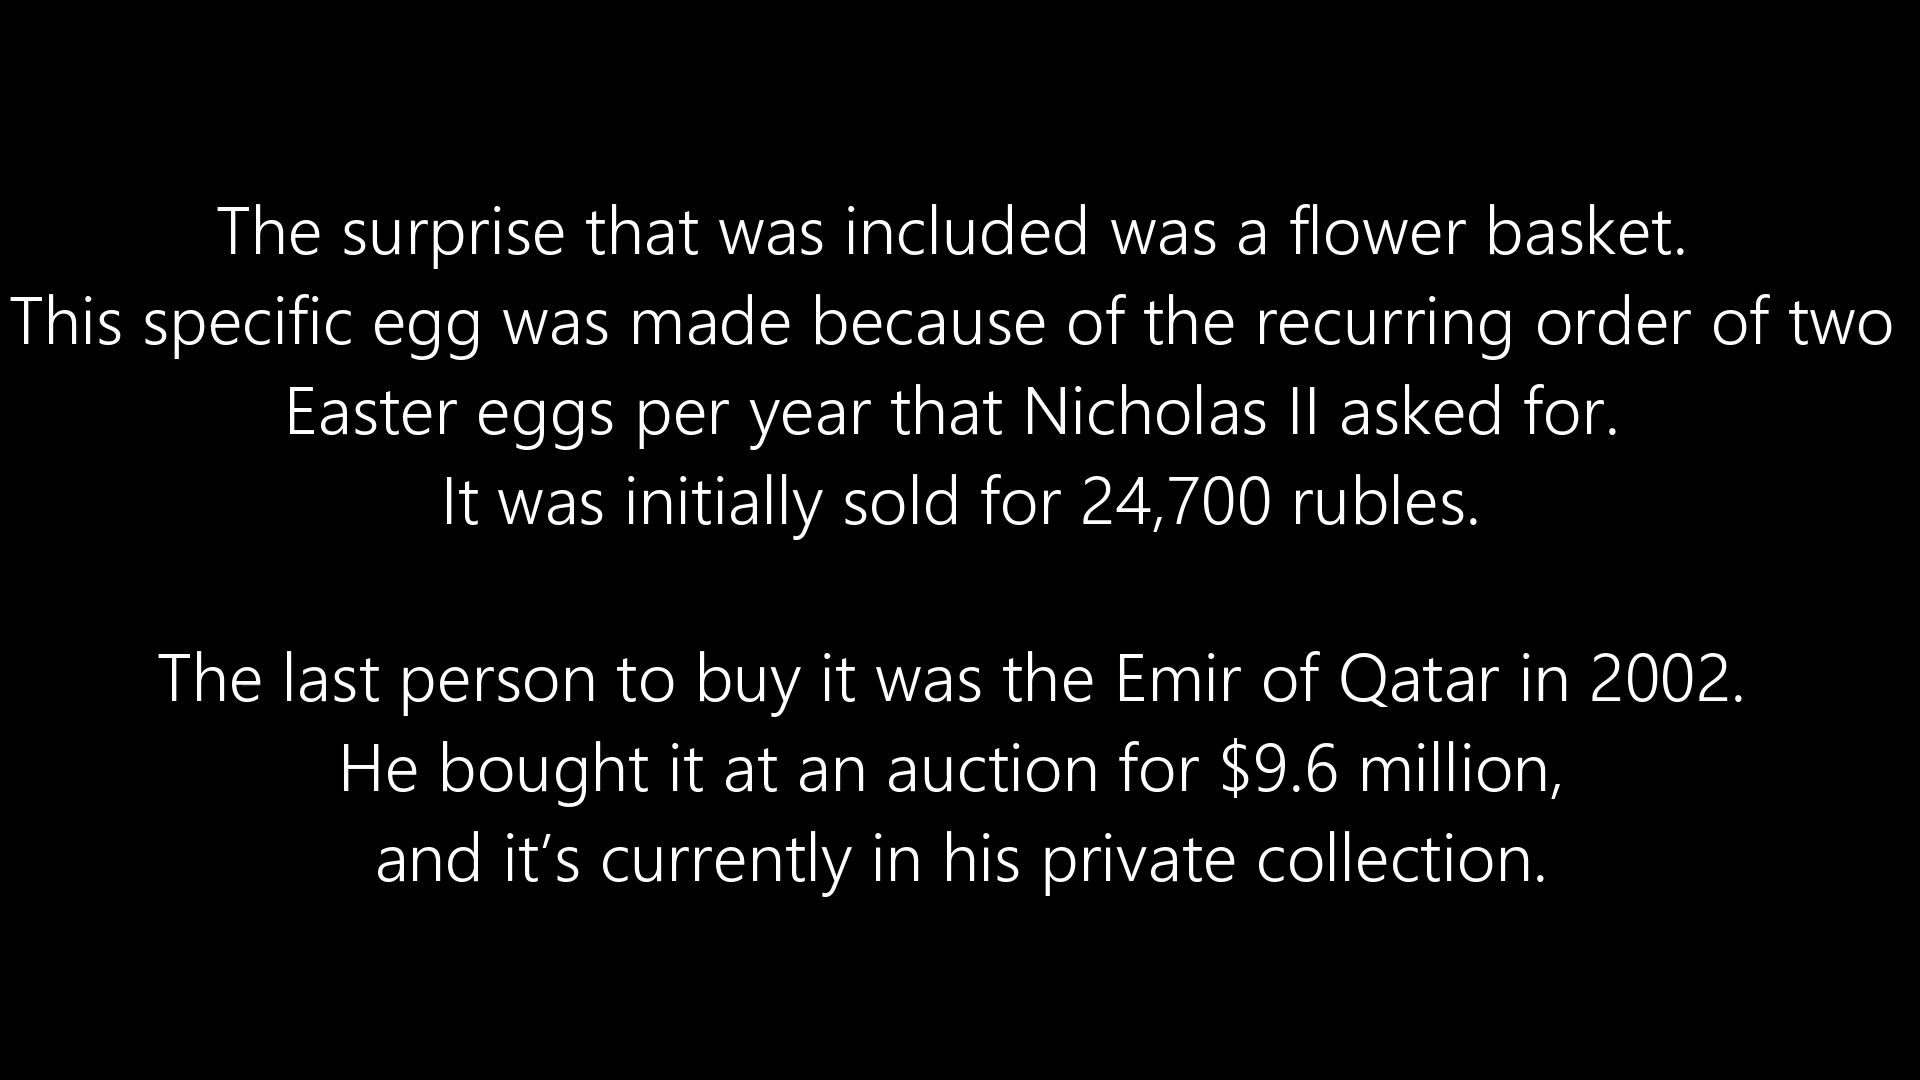 The surprise that was included was a flower basket.
This specific egg was made because of the recurring order of two
Easter eggs per year that Nicholas II asked for.
It was initially sold for 24,700 rubles.
The last person to buy it was the Emir of Qatar in 2002.
He bought it at an auction for $9.6 million,
and it’s currently in his private collection.